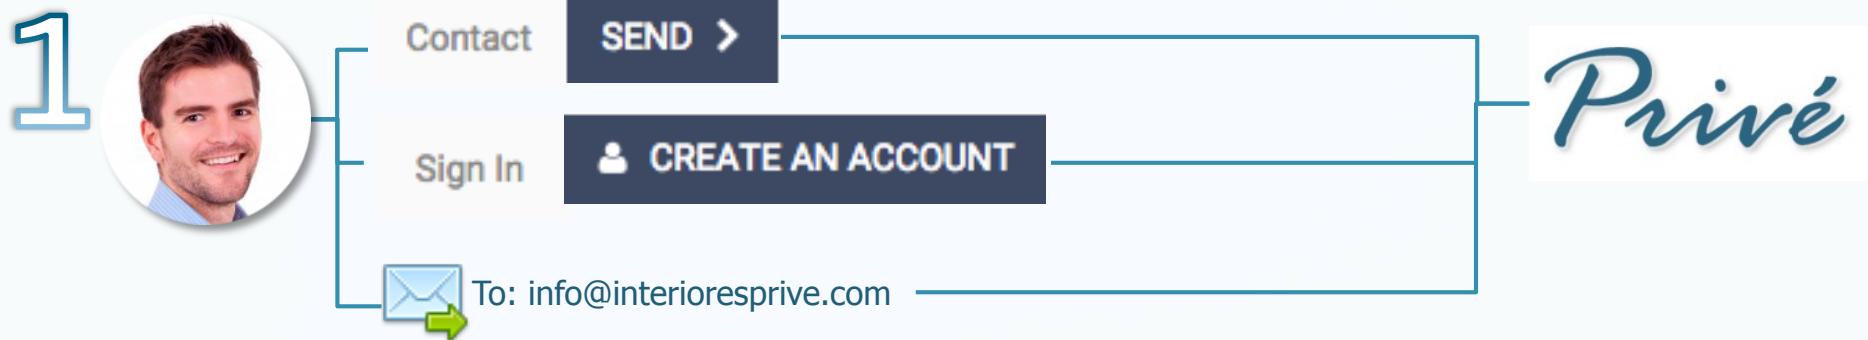 1
Contact
SEND
Privé
Sign In
CREATE AN ACCOUNT
To: info@interioresprive.com